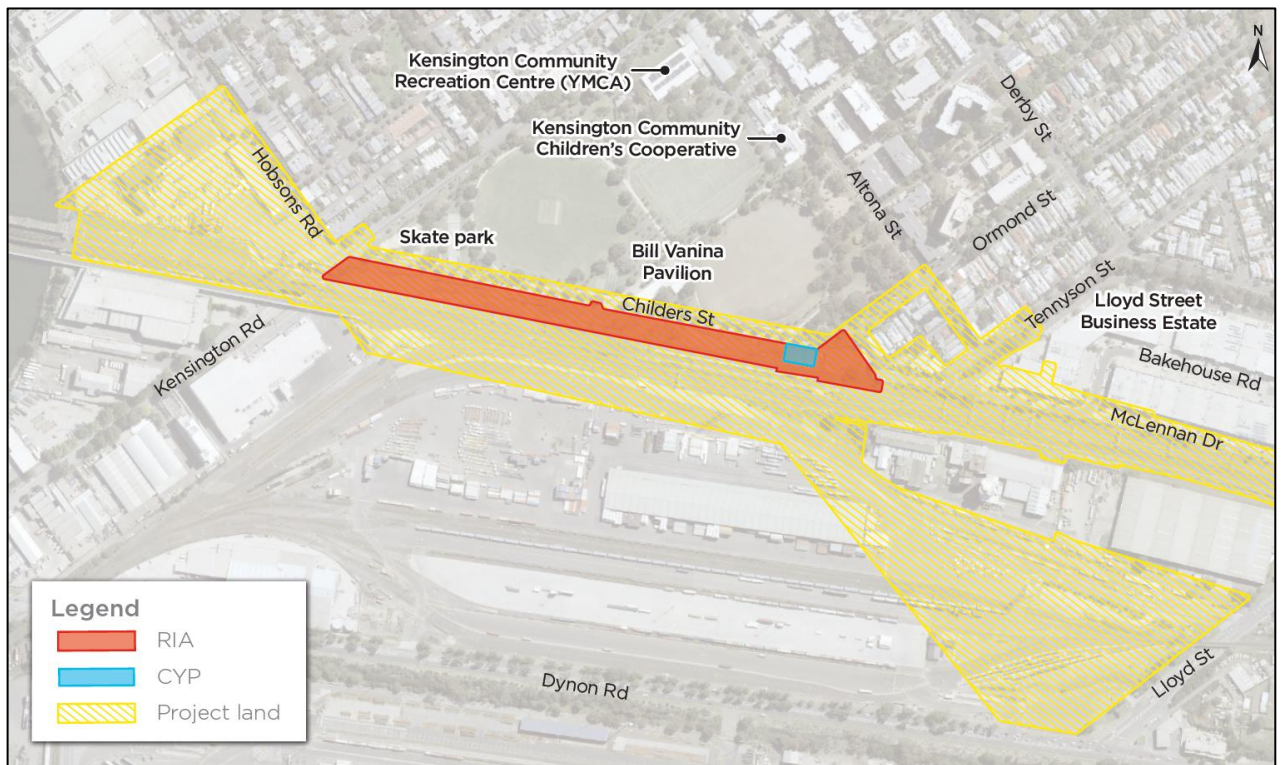 N
Kensington Community
Recreation Centre (YMCA)
Derby St
Kensington Community
Children's Cooperative
Hobsons Rd
Altona St
Ormond St
Skate park
Bill Vanina
Pavilion
Tennyson St
Lloyd Street
Business Estate
Childers St
Kensington Rd
Bakehouse Rd
McLennan Dr
Legend
RIA
CYP
Project land
Dynon Rd
Lloyd St